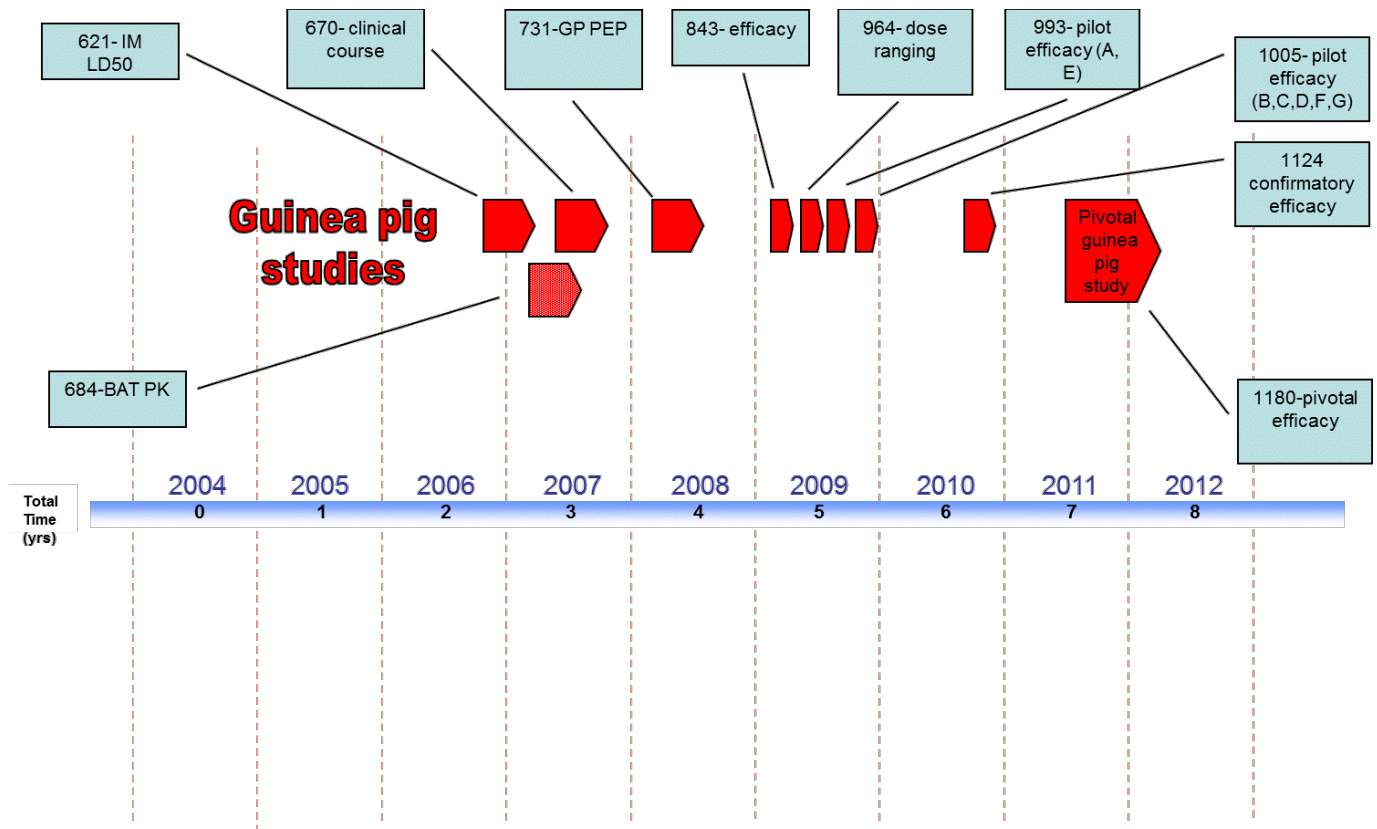 621- IM
LD50
670- clinical
course
731-GP PEP
843- efficacy
964- dose
ranging
993- pilot
efficacy (A,
E)
1005- pilot
efficacy
(B,C,D,F,G)
1124
confirmatory
efficacy
Guinea pig
studies
Pivotal
guinea
pig
study
684-BAT PK
1180-pivotal
efficacy
2004 2005 2006 2007 2008 2009 2010 2011 2012
Total
Time
(yrs)
0 1 2 3 4 5 6 7 8